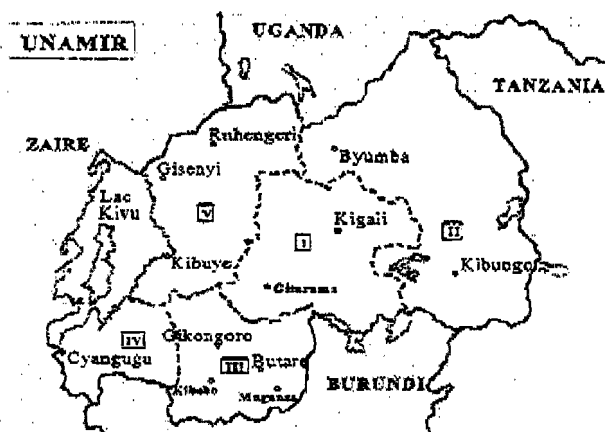 UNAMIR
UGANDA
TANZANIA
ZAIRE
Ruhengeri
Byumba
Gisenyi
Lac
Kivu
V
Kigali
I
II
Kibuye
Kibungo
Gitarama
IV
Gikongoro
Cyangugu
III
Butare
BURUNDI
Kibeho
Muganza